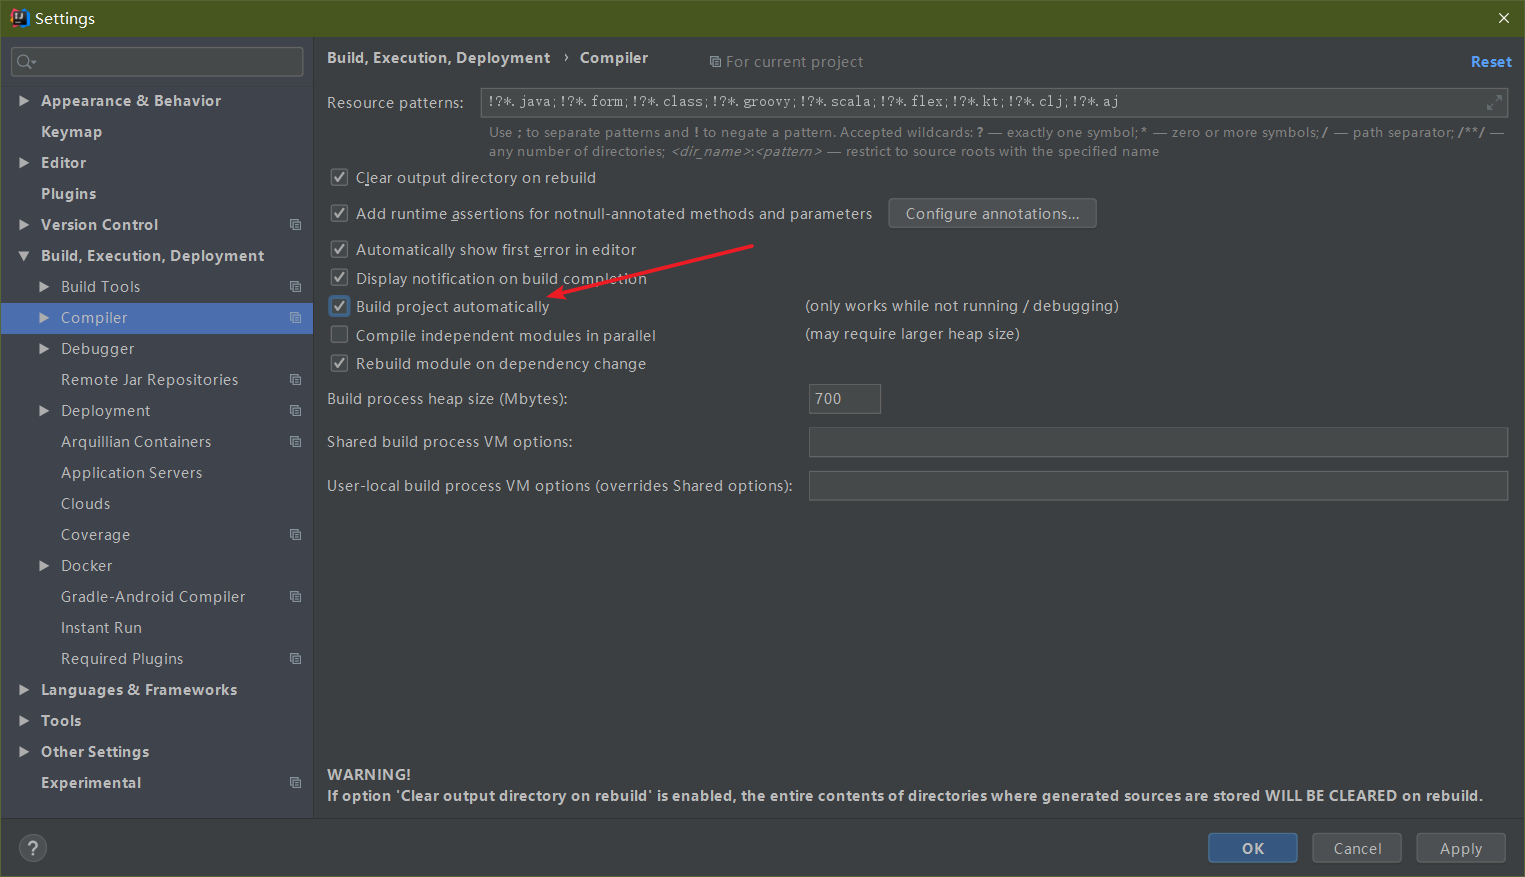 Settings
Build, Execution, Deployment › Compiler
For current project
Reset
Appearance & Behavior
Keymap
Editor
Plugins
Version Control
Build, Execution, Deployment
Build Tools
Compiler
Debugger
Remote Jar Repositories
Deployment
Arquillian Containers
Application Servers
Clouds
Coverage
Docker
Gradle-Android Compiler
Instant Run
Required Plugins
Languages & Frameworks
Tools
Other Settings
Experimental
Resource patterns: !?*.java;!?*.form;!?*.class;!?*.groovy;!?*.scala;!?*.flex;!?*.kt;!?*.clj;!?*.aj
Use ; to separate patterns and ! to negate a pattern. Accepted wildcards: ? — exactly one symbol; * — zero or more symbols; / — path separator; /**/ —
any number of directories; <dir_name>:<pattern> — restrict to source roots with the specified name
Clear output directory on rebuild
Add runtime assertions for notnull-annotated methods and parameters Configure annotations...
Automatically show first error in editor
Display notification on build completion
Build project automatically (only works while not running / debugging)
Compile independent modules in parallel (may require larger heap size)
Rebuild module on dependency change
Build process heap size (Mbytes): 700
Shared build process VM options:
User-local build process VM options (overrides Shared options):
WARNING!
If option 'Clear output directory on rebuild' is enabled, the entire contents of directories where generated sources are stored WILL BE CLEARED on rebuild.
?
OK
Cancel
Apply